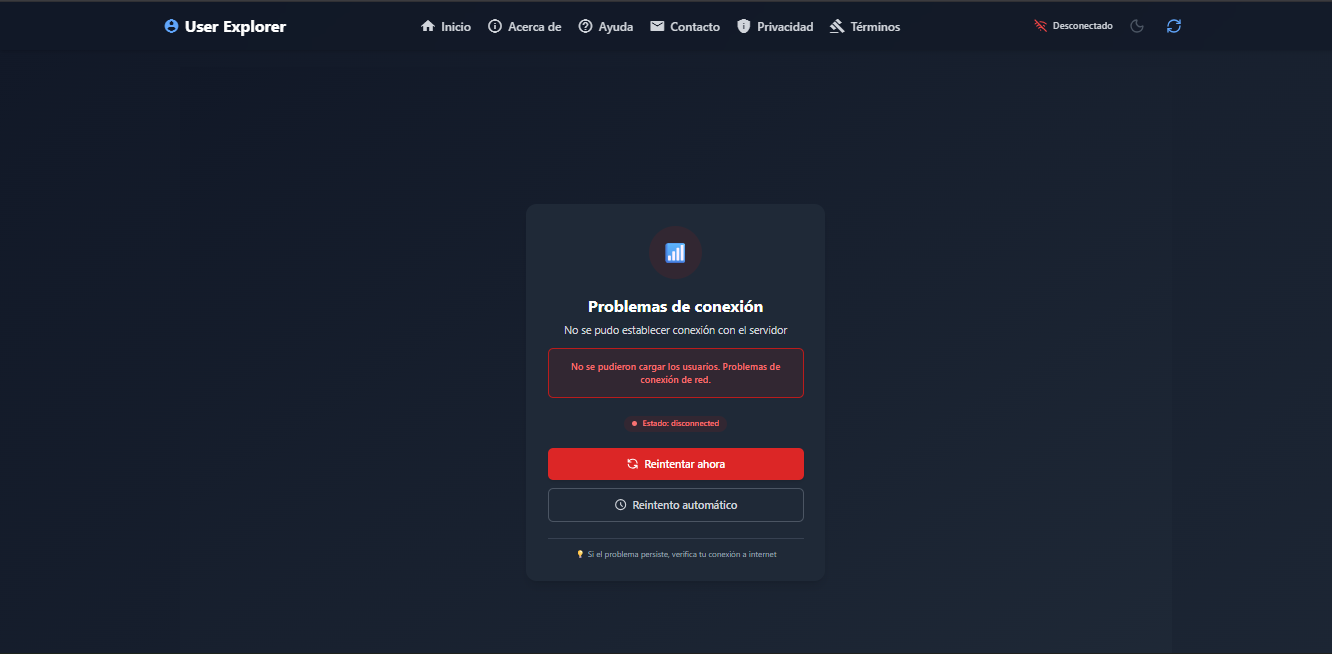 User Explorer
Inicio
Acerca de
Ayuda
Contacto
Privacidad
Términos
Desconectado
Problemas de conexión
No se pudo establecer conexión con el servidor
No se pudieron cargar los usuarios. Problemas de
conexión de red.
Estado: disconnected
Reintentar ahora
Reintento automático
Si el problema persiste, verifica tu conexión a internet